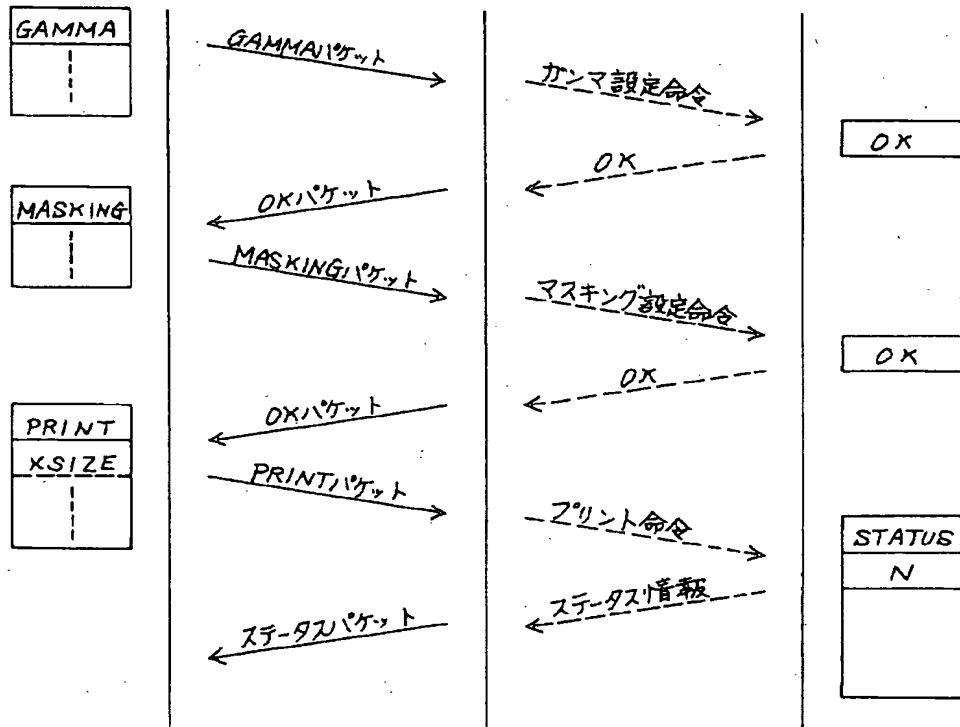 GAMMA
GAMMAパケット
ガンマ設定命令
OK
OK
OKパケット
MASKING
MASKINGパケット
マスキング設定命令
OK
OK
OKパケット
PRINT
XSIZE
PRINTパケット
プリント命令
STATUS
N
ステータス情報
ステータスパケット